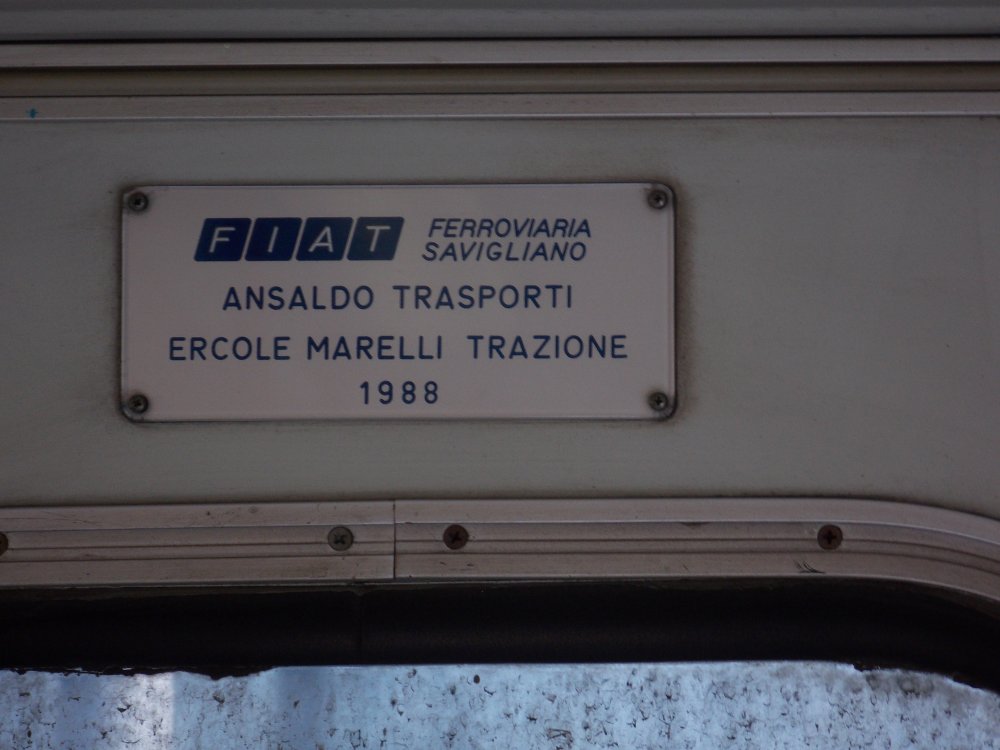 FIAT FERROVIARIA
SAVIGLIANO
ANSALDO TRASPORTI
ERCOLE MARELLI TRAZIONE
1988